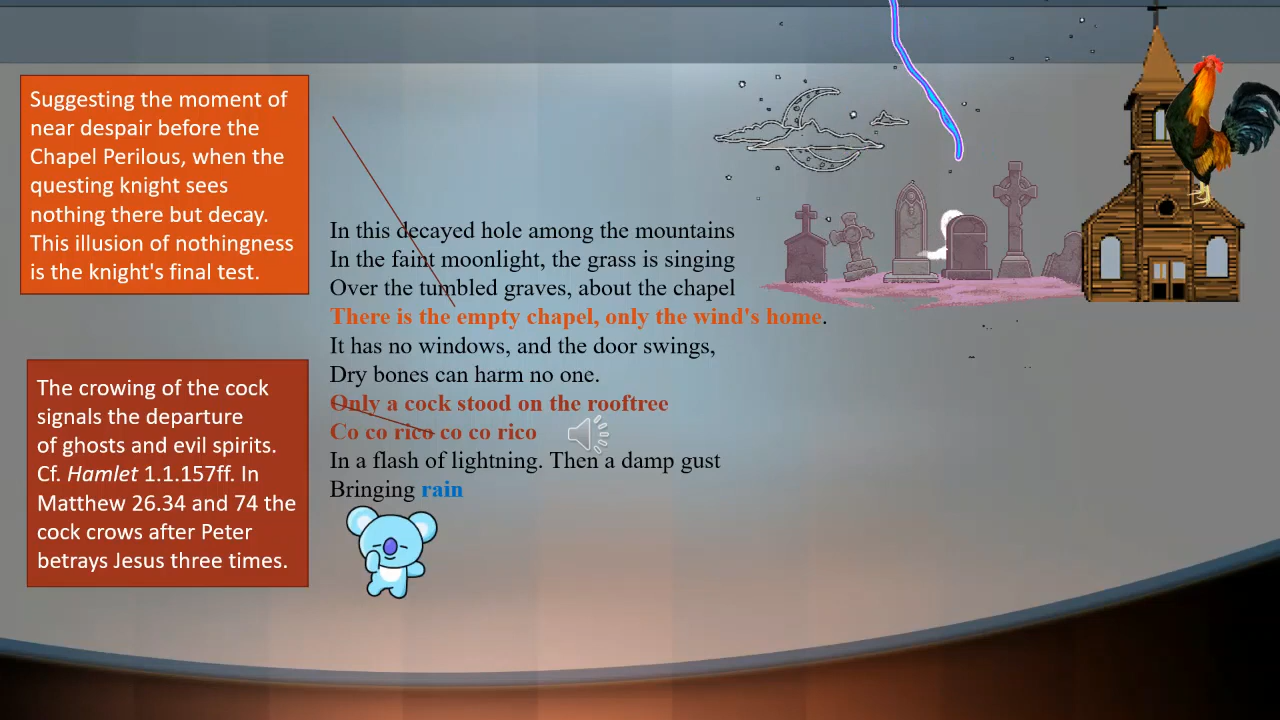 Suggesting the moment of
near despair before the
Chapel Perilous, when the
questing knight sees
nothing there but decay.
This illusion of nothingness
is the knight's final test.
In this decayed hole among the mountains
In the faint moonlight, the grass is singing
Over the tumbled graves, about the chapel
There is the empty chapel, only the wind's home.
It has no windows, and the door swings,
Dry bones can harm no one.
Only a cock stood on the rooftree
Co co rico co co rico
In a flash of lightning. Then a damp gust
Bringing rain
The crowing of the cock
signals the departure
of ghosts and evil spirits.
Cf. Hamlet 1.1.157ff. In
Matthew 26.34 and 74 the
cock crows after Peter
betrays Jesus three times.